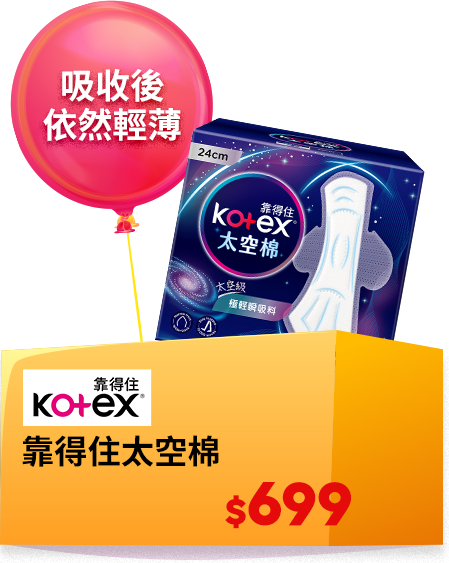 吸收後
依然輕薄
24cm
靠得住
Kotex®
太空棉
太空級
極輕瞬吸料
靠得住
Kotex®
靠得住太空棉
$699